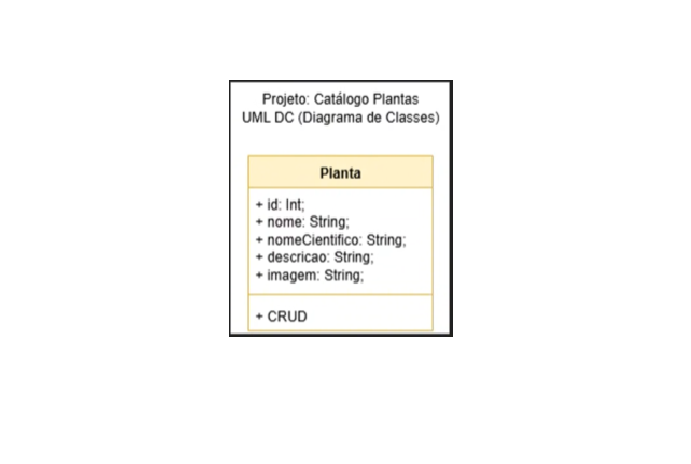 Projeto: Catálogo Plantas
UML DC (Diagrama de Classes)
Planta
+ id: Int;
+ nome: String;
+ nomeCientifico: String;
+ descricao: String;
+ imagem: String;
+ CRUD